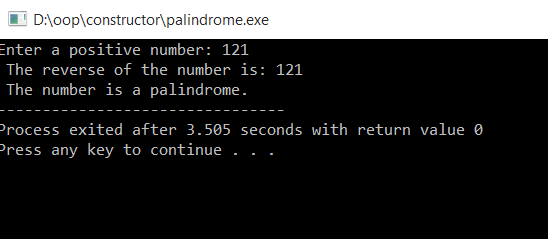 D:\oop\constructor\palindrome.exe
Enter a positive number: 121
 The reverse of the number is: 121
 The number is a palindrome.
--------------------------------
Process exited after 3.505 seconds with return value 0
Press any key to continue . . .